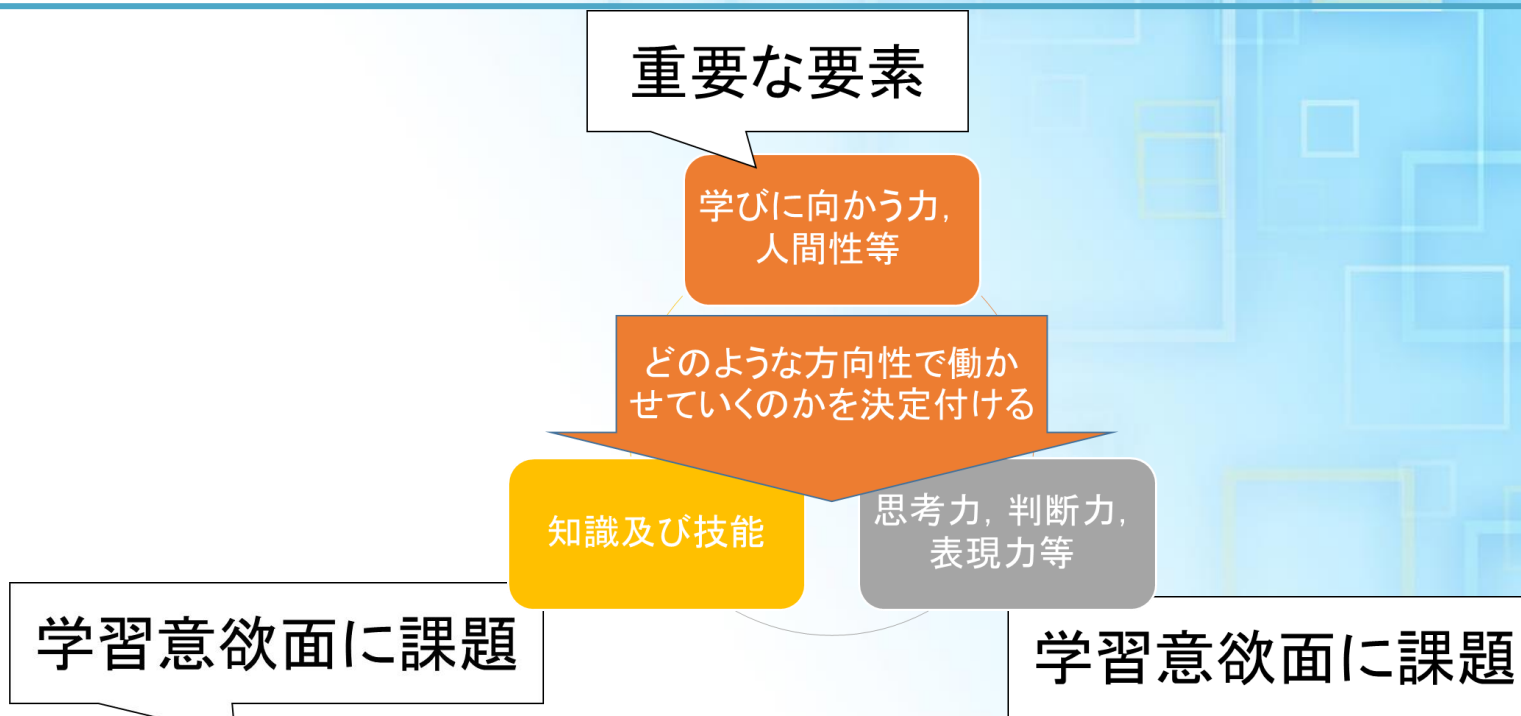 重要な要素
学びに向かう力,
人間性等
どのような方向性で働か
せていくのかを決定付ける
知識及び技能
思考力, 判断力,
表現力等
学習意欲面に課題
学習意欲面に課題